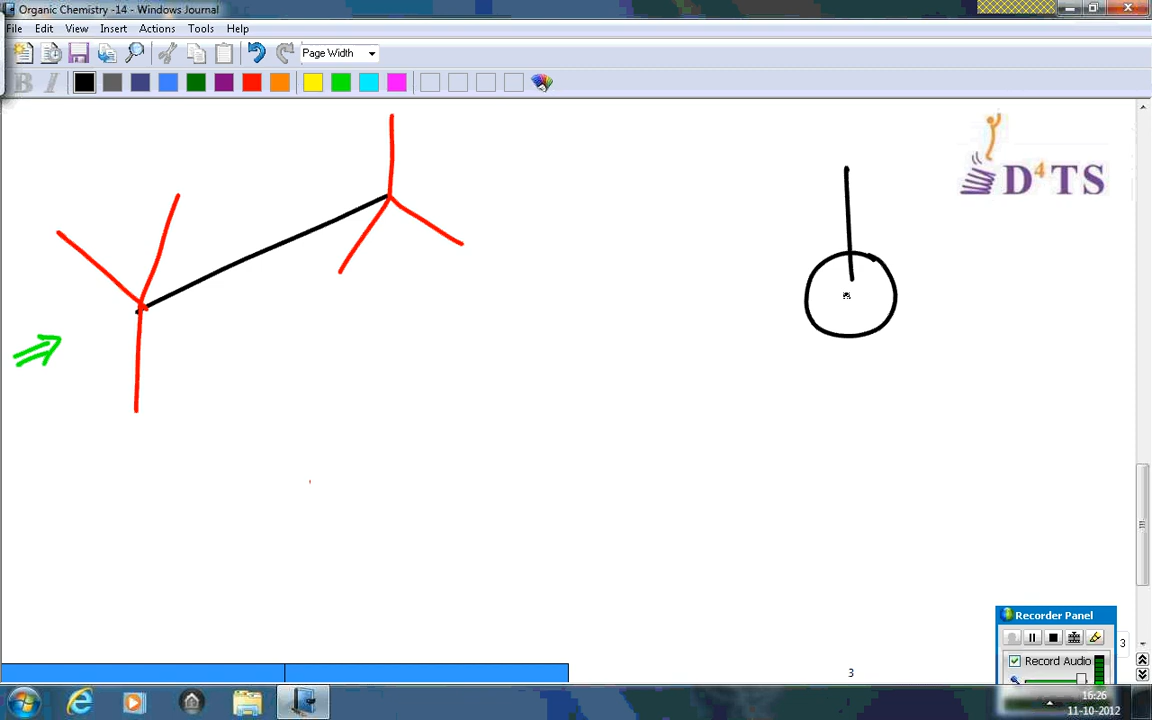 Organic Chemistry -14 - Windows Journal
File Edit View Insert Actions Tools Help
Page Width
B I
D4TS
Recorder Panel
3
Record Audio
3
16:26
11-10-2012